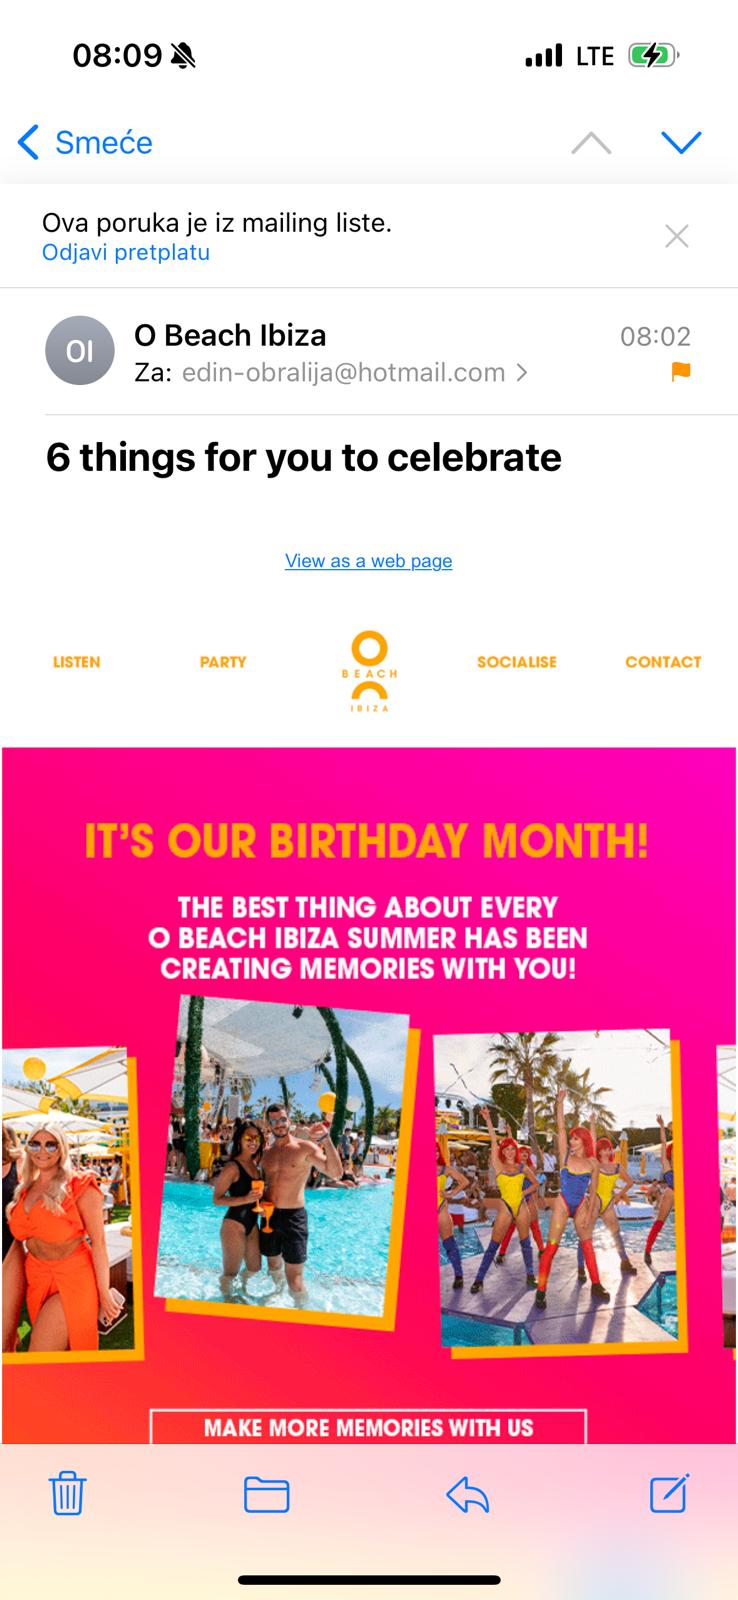 08:09
LTE
Smeće
Ova poruka je iz mailing liste.
Odjavi pretplatu
OI
O Beach Ibiza
08:02
Za: edin-obralija@hotmail.com
6 things for you to celebrate
View as a web page
LISTEN
PARTY
O
BEACH
IBIZA
SOCIALISE
CONTACT
IT'S OUR BIRTHDAY MONTH!
THE BEST THING ABOUT EVERY
O BEACH IBIZA SUMMER HAS BEEN
CREATING MEMORIES WITH YOU!
MAKE MORE MEMORIES WITH US